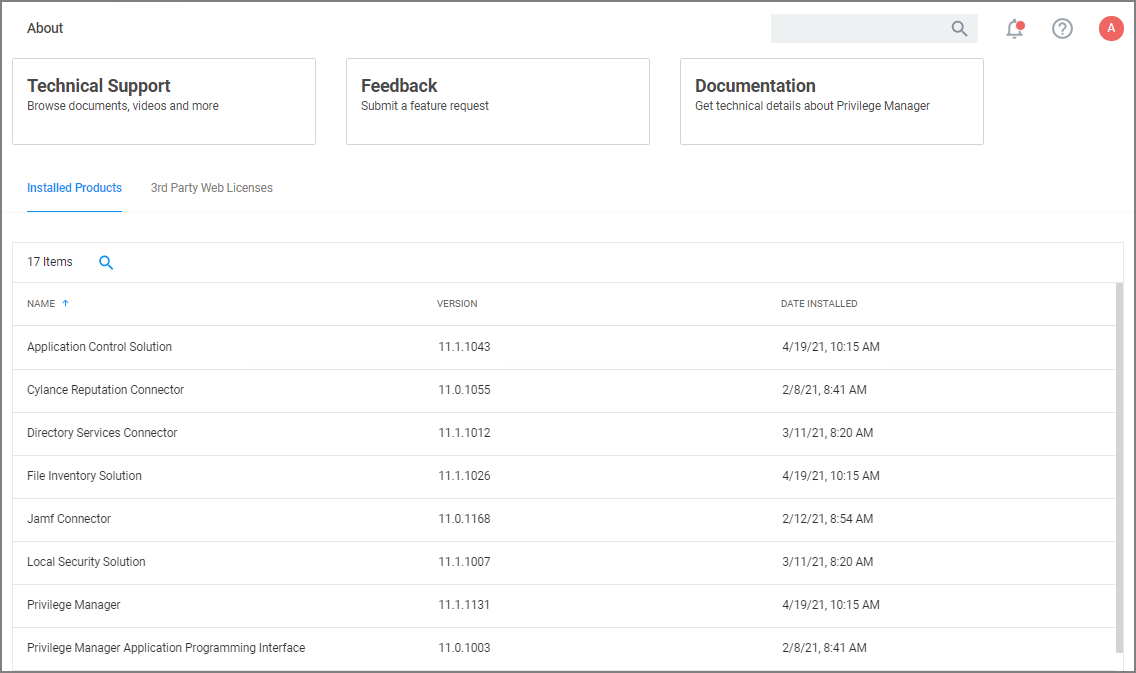 About
A
Technical Support
Browse documents, videos and more
Feedback
Submit a feature request
Documentation
Get technical details about Privilege Manager
Installed Products 3rd Party Web Licenses
17 Items
NAME VERSION DATE INSTALLED
Application Control Solution 11.1.1043 4/19/21, 10:15 AM
Cylance Reputation Connector 11.0.1055 2/8/21, 8:41 AM
Directory Services Connector 11.1.1012 3/11/21, 8:20 AM
File Inventory Solution 11.1.1026 4/19/21, 10:15 AM
Jamf Connector 11.0.1168 2/12/21, 8:54 AM
Local Security Solution 11.1.1007 3/11/21, 8:20 AM
Privilege Manager 11.1.1131 4/19/21, 10:15 AM
Privilege Manager Application Programming Interface 11.0.1003 2/8/21, 8:41 AM